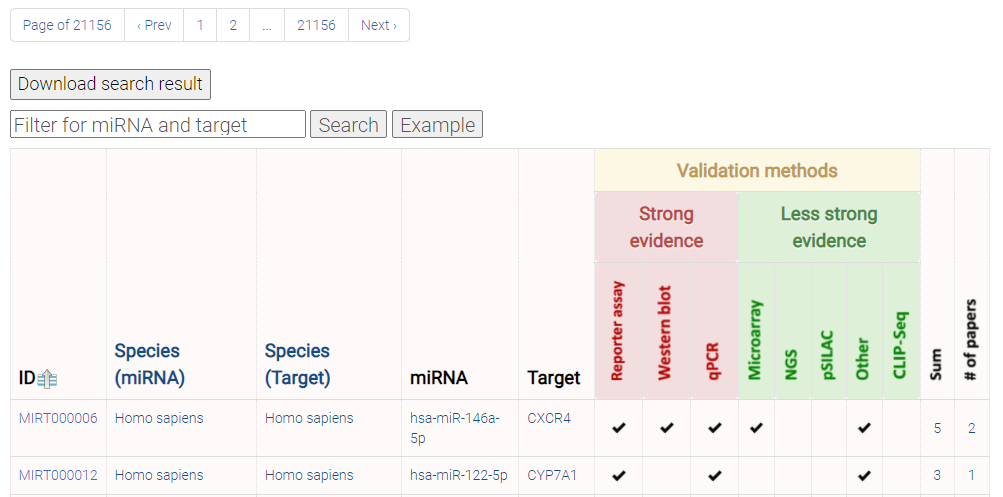 Page of 21156 ‹ Prev 1 2 ... 21156 Next ›
Download search result
Filter for miRNA and target Search Example
Validation methods
Strong
evidence
Less strong
evidence
ID
Species
(miRNA)
Species
(Target)
miRNA
Target
Reporter assay
Western blot
qPCR
Microarray
NGS
pSILAC
Other
CLIP-Seq
Sum
# of papers
MIRT000006 Homo sapiens Homo sapiens hsa-miR-146a-
5p
CXCR4 ✔ ✔ ✔ ✔ ✔ 5 2
MIRT000012 Homo sapiens Homo sapiens hsa-miR-122-5p CYP7A1 ✔ ✔ ✔ 3 1